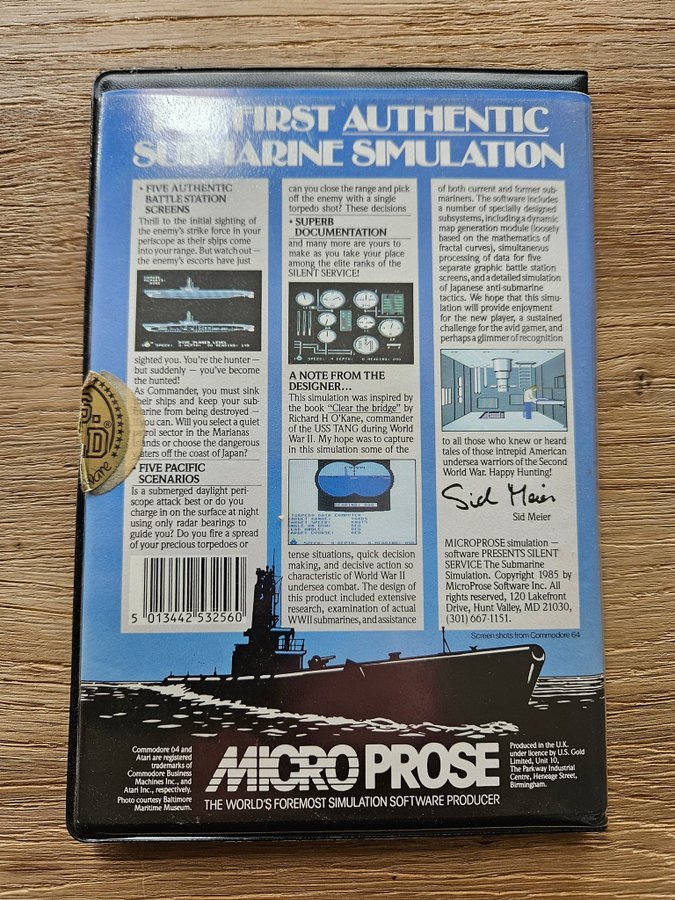 FIRST AUTHENTIC
SUBMARINE SIMULATION
• FIVE AUTHENTIC
BATTLE STATION
SCREENS
Thrill to the initial sighting of
the enemy's strike force in your
periscope as their ships come
into your range. But watch out —
the enemy's escorts have just
sighted you. You're the hunter —
but suddenly — you've become
the hunted!
As Commander, you must sink
their ships and keep your sub-
marine from being destroyed —
you can. Will you select a quiet
patrol sector in the Marianas
Islands or choose the dangerous
waters off the coast of Japan?
• FIVE PACIFIC
SCENARIOS
Is a submerged daylight peri-
scope attack best or do you
charge in on the surface at night
using only radar bearings to
guide you? Do you fire a spread
of your precious torpedoes or
5 013442 532560
can you close the range and pick
off the enemy with a single
torpedo shot? These decisions
• SUPERB
DOCUMENTATION
and many more are yours to
make as you take your place
among the elite ranks of the
SILENT SERVICE!
A NOTE FROM THE
DESIGNER...
This simulation was inspired by
the book "Clear the bridge" by
Richard H O'Kane, commander
of the USS TANG during World
War II. My hope was to capture
in this simulation some of the
TORPEDO DATA COMPUTER
tense situations, quick decision
making, and decisive action so
characteristic of World War II
undersea combat. The design of
this product included extensive
research, examination of actual
WWII submarines, and assistance
of both current and former sub-
mariners. The software includes
a number of specially designed
subsystems, including a dynamic
map generation module (loosely
based on the mathematics of
fractal curves), simultaneous
processing of data for five
separate graphic battle station
screens, and a detailed simulation
of Japanese anti-submarine
tactics. We hope that this simu-
lation will provide enjoyment
for the new player, a sustained
challenge for the avid gamer, and
perhaps a glimmer of recognition
to all those who knew or heard
tales of those intrepid American
undersea warriors of the Second
World War. Happy Hunting!
Sid Meier
Sid Meier
MICROPROSE simulation —
software PRESENTS SILENT
SERVICE The Submarine
Simulation. Copyright 1985 by
MicroProse Software Inc. All
rights reserved, 120 Lakefront
Drive, Hunt Valley, MD 21030,
(301) 667-1151.
Screen shots from Commodore 64
Commodore 64 and
Atari are registered
trademarks of
Commodore Business
Machines Inc., and
Atari Inc., respectively.
Photo courtesy Baltimore
Maritime Museum.
MICRO PROSE
THE WORLD'S FOREMOST SIMULATION SOFTWARE PRODUCER
Produced in the U.K.
under licence by U.S. Gold
Limited, Unit 10,
The Parkway Industrial
Centre, Heneage Street,
Birmingham.